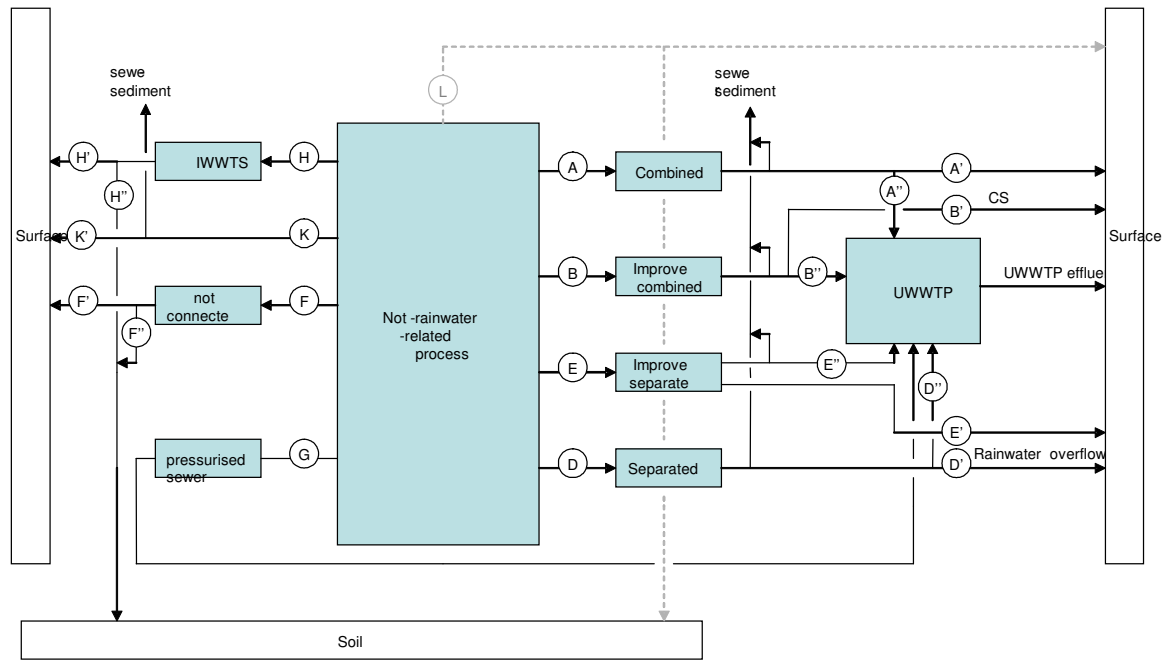 L
sewe
sediment
sewe
r
sediment
H'
IWWTS
H
H''
A
Combined
A'
A''
CS
B'
Surface
K'
K
Surface
B
Improve
combined
B''
UWWTP
UWWTP efflue
F'
not
connecte
F
F''
Not -rainwater
-related
process
E
Improve
separate
E''
D''
E'
G
pressurised
sewer
D
Separated
Rainwater overflow
D'
Soil